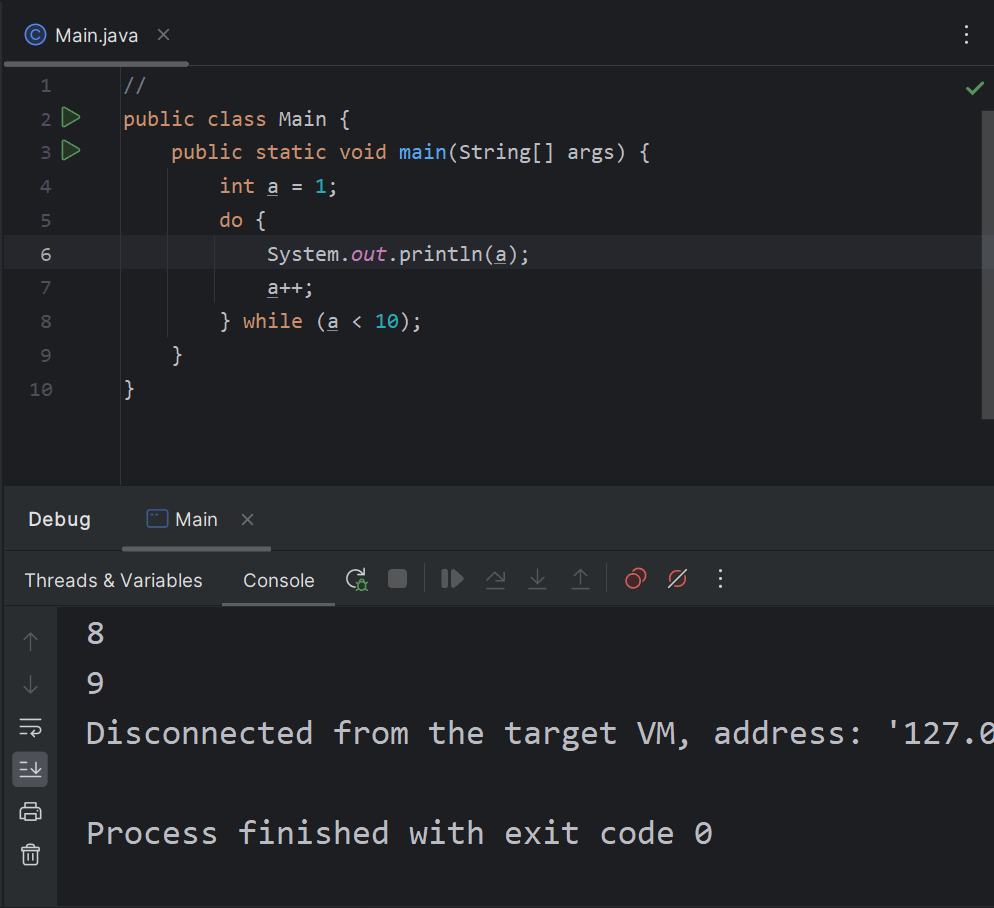 Main.java
1 //
2 public class Main {
3     public static void main(String[] args) {
4         int a = 1;
5         do {
6             System.out.println(a);
7             a++;
8         } while (a < 10);
9     }
10 }
Debug Main
Threads & Variables Console
8
9
Disconnected from the target VM, address: '127.0
Process finished with exit code 0